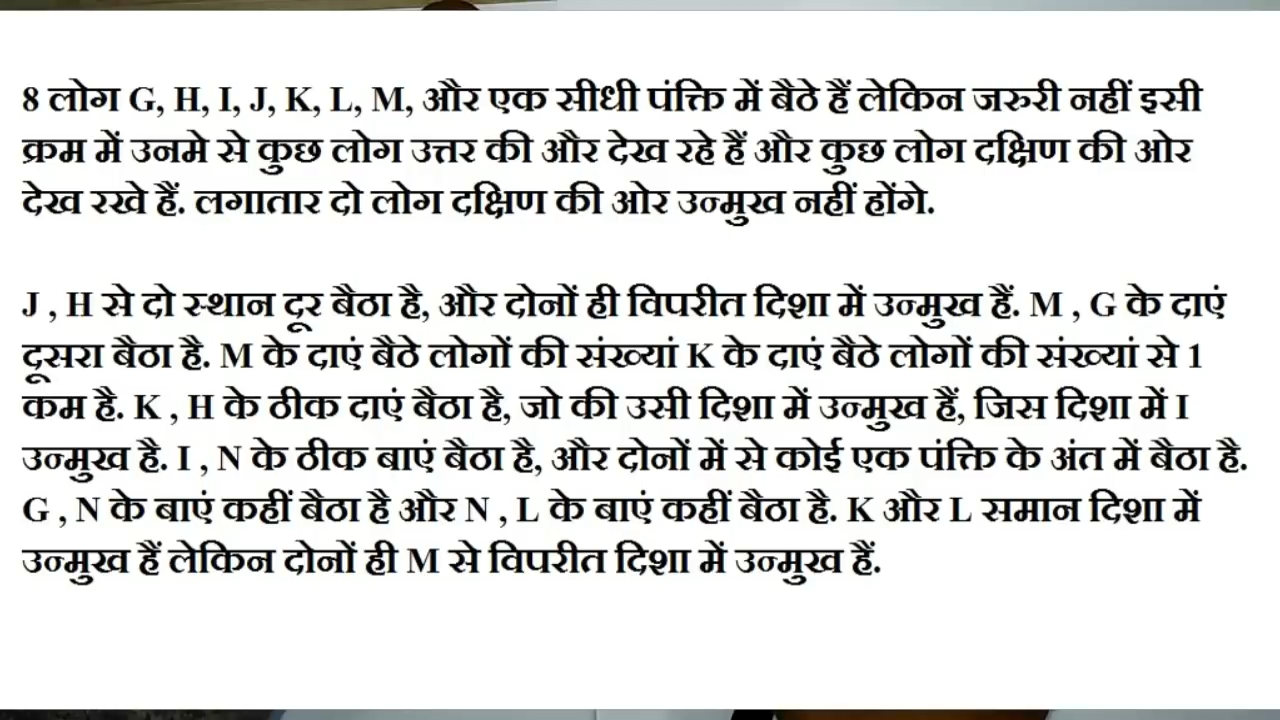 8 लोग G, H, I, J, K, L, M, और एक सीधी पंक्ति में बैठे हैं लेकिन जरुरी नहीं इसी
क्रम में उनमे से कुछ लोग उत्तर की और देख रहे हैं और कुछ लोग दक्षिण की ओर
देख रखे हैं. लगातार दो लोग दक्षिण की ओर उन्मुख नहीं होंगे.
J , H से दो स्थान दूर बैठा है, और दोनों ही विपरीत दिशा में उन्मुख हैं. M , G के दाएं
दूसरा बैठा है. M के दाएं बैठे लोगों की संख्यां K के दाएं बैठे लोगों की संख्यां से 1
कम है. K , H के ठीक दाएं बैठा है, जो की उसी दिशा में उन्मुख हैं, जिस दिशा में I
उन्मुख है. I , N के ठीक बाएं बैठा है, और दोनों में से कोई एक पंक्ति के अंत में बैठा है.
G , N के बाएं कहीं बैठा है और N , L के बाएं कहीं बैठा है. K और L समान दिशा में
उन्मुख हैं लेकिन दोनों ही M से विपरीत दिशा में उन्मुख हैं.